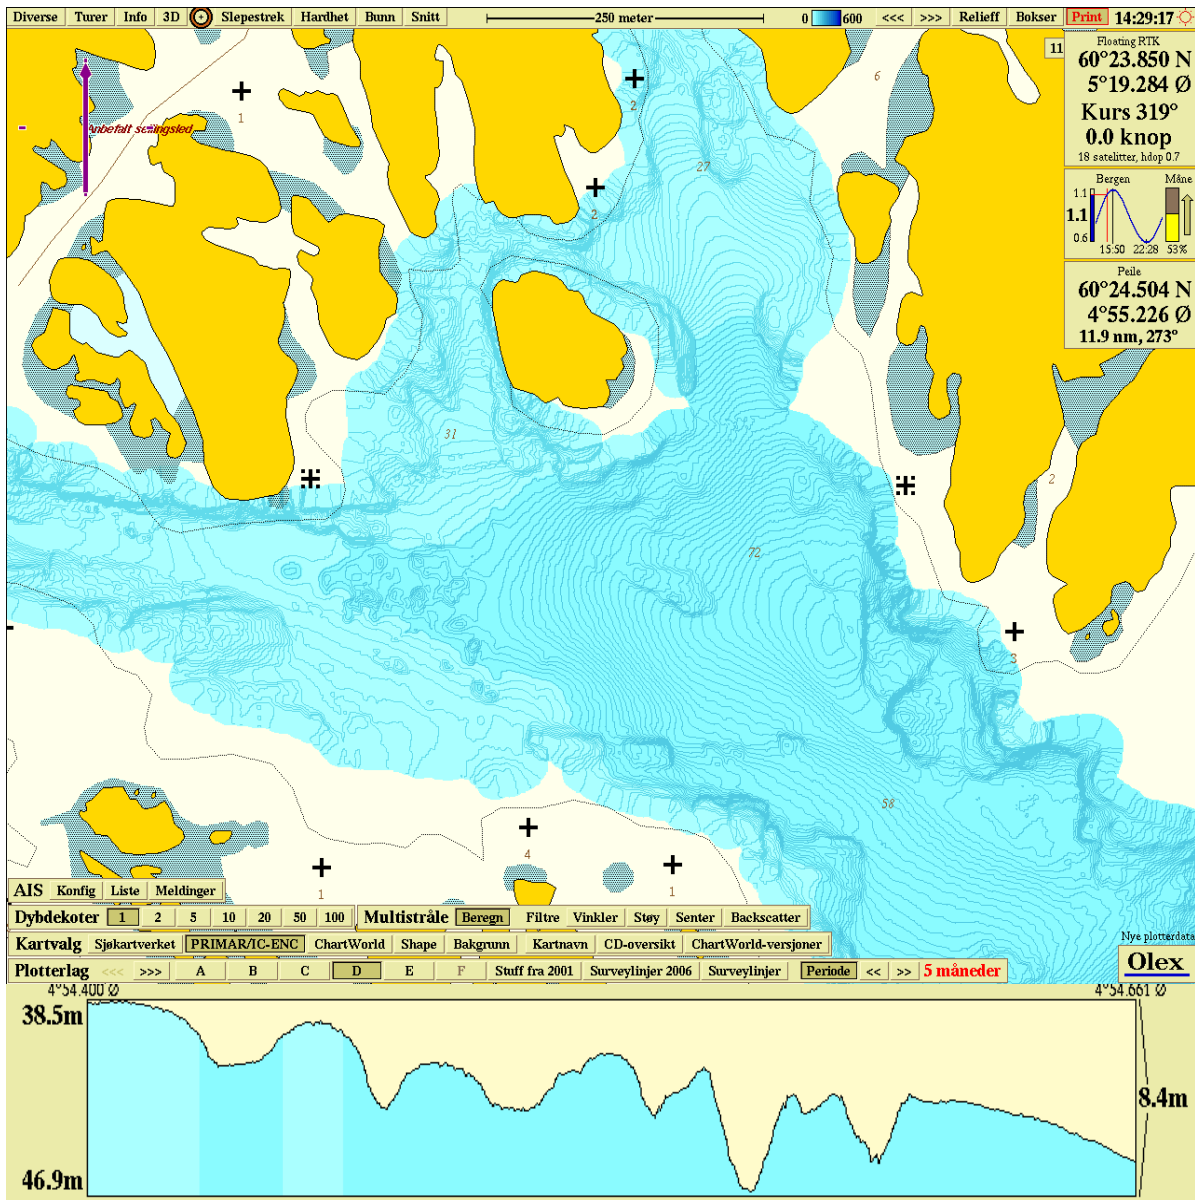 Diverse Turer Info 3D Slepestrek Hardhet Bunn Snitt 250 meter 0 600 <<< >>> Relieff Bokser Print 14:29:17
11
Floating RTK
60°23.850 N
5°19.284 Ø
Kurs 319°
0.0 knop
18 satelitter, hdop 0.7
Bergen Måne
1.1
1.1
0.6
15:50 22:28 53%
Peile
60°24.504 N
4°55.226 Ø
11.9 nm, 273°
6
1
2
Anbefalt seilingsled
27
2
31
2
72
3
58
4
1
1
AIS Konfig Liste Meldinger
Dybdekoter 1 2 5 10 20 50 100 Multistråle Beregn Filtre Vinkler Støy Senter Backscatter
Kartvalg Sjøkartverket PRIMAR/IC-ENC ChartWorld Shape Bakgrunn Kartnavn CD-oversikt ChartWorld-versjoner
Nye plotterdata
Plotterlag <<< >>> A B C D E F Stuff fra 2001 Surveylinjer 2006 Surveylinjer Periode << >> 5 måneder
Olex
4°54.400 Ø 4°54.661 Ø
38.5m
8.4m
46.9m